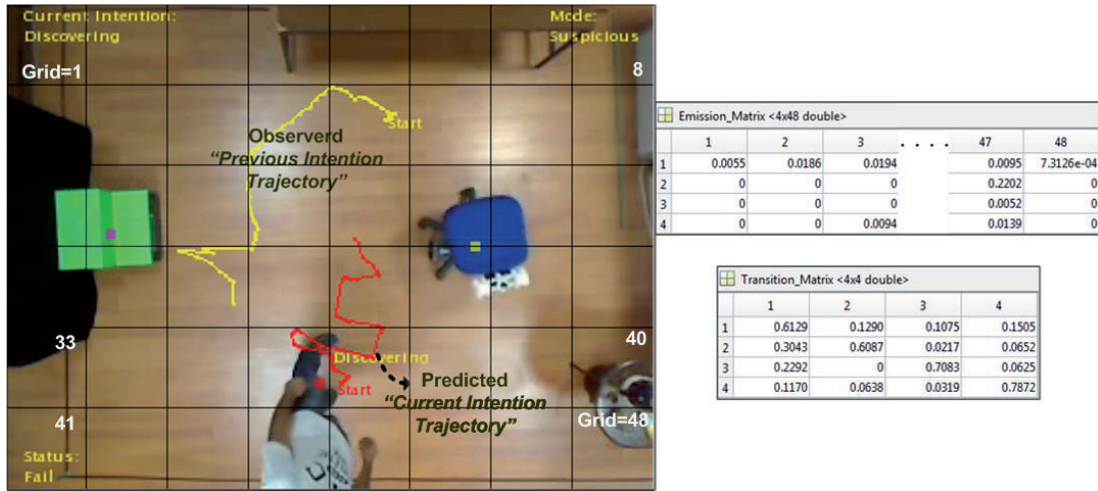 Current Intention:
Discovering
Mode:
Suspicious
Grid=1
8
Start
Observerd
“Previous Intention
Trajectory”
33
40
Discovering
Start
Predicted
“Current Intention
Trajectory”
41
Grid=48
Status:
Fail
Emission_Matrix <4x48 double>
1 2 3 . . . . 47 48
1 0.0055 0.0186 0.0194 0.0095 7.3126e-04
2 0 0 0 0.2202 0
3 0 0 0 0.0052 0
4 0 0 0.0094 0.0139 0
Transition_Matrix <4x4 double>
1 2 3 4
1 0.6129 0.1290 0.1075 0.1505
2 0.3043 0.6087 0.0217 0.0652
3 0.2292 0 0.7083 0.0625
4 0.1170 0.0638 0.0319 0.7872